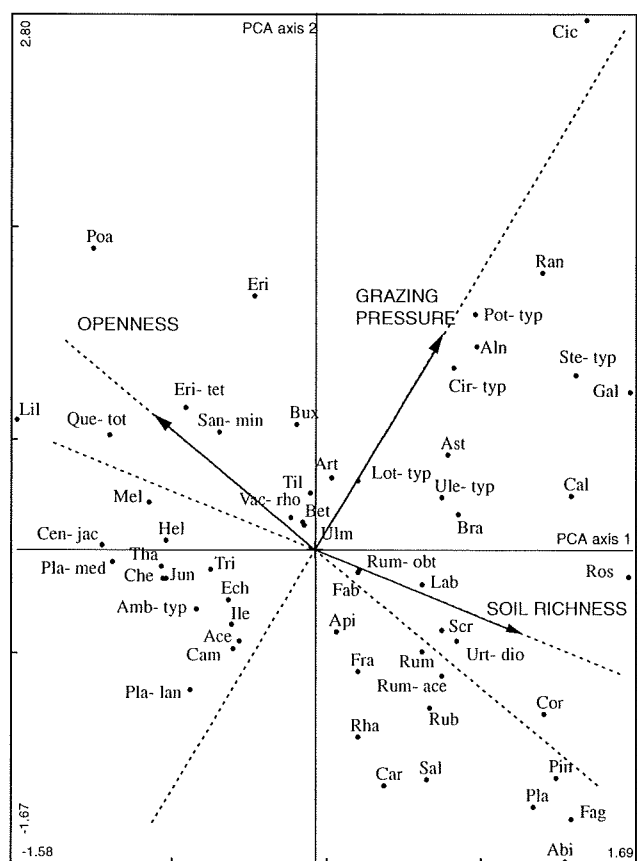 2.80
PCA axis 2
Cic
Poa
Ran
Eri
GRAZING
PRESSURE
Pot- typ
OPENNESS
Aln
Ste- typ
Cir- typ
Gal
Eri- tet
Lil
Que- tot
San- min
Bux
Ast
Art
Lot- typ
Til
Ule- typ
Cal
Mel
Vac- rho
Bet
Bra
Hel
Ulm
Cen- jac
PCA axis 1
Tha
Pla- med
Tri
Rum- obt
Ros
Che
Jun
Fab
Lab
Ech
SOIL RICHNESS
Amb- typ
Ile
Api
Scr
Ace
Cam
Rum
Urt- dio
Fra
Rum- ace
Pla- lan
Cor
Rub
Rha
Car
Sal
Pin
Pla
Fag
-1.67
-1.58
Abi
1.69